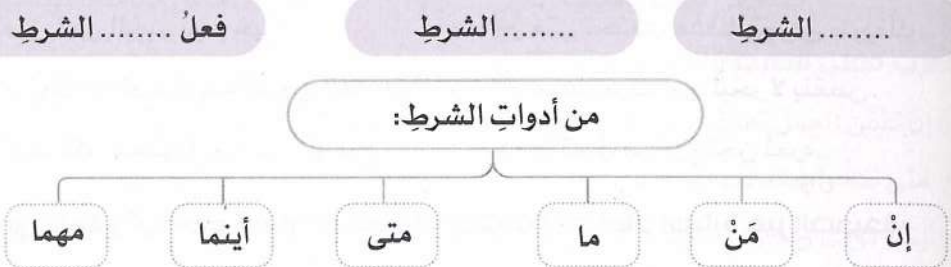 ........ الشرطِ ........ الشرطِ فعلُ ........ الشرطِ
من أدواتِ الشرطِ:
إنْ مَنْ ما متى أينما مهما